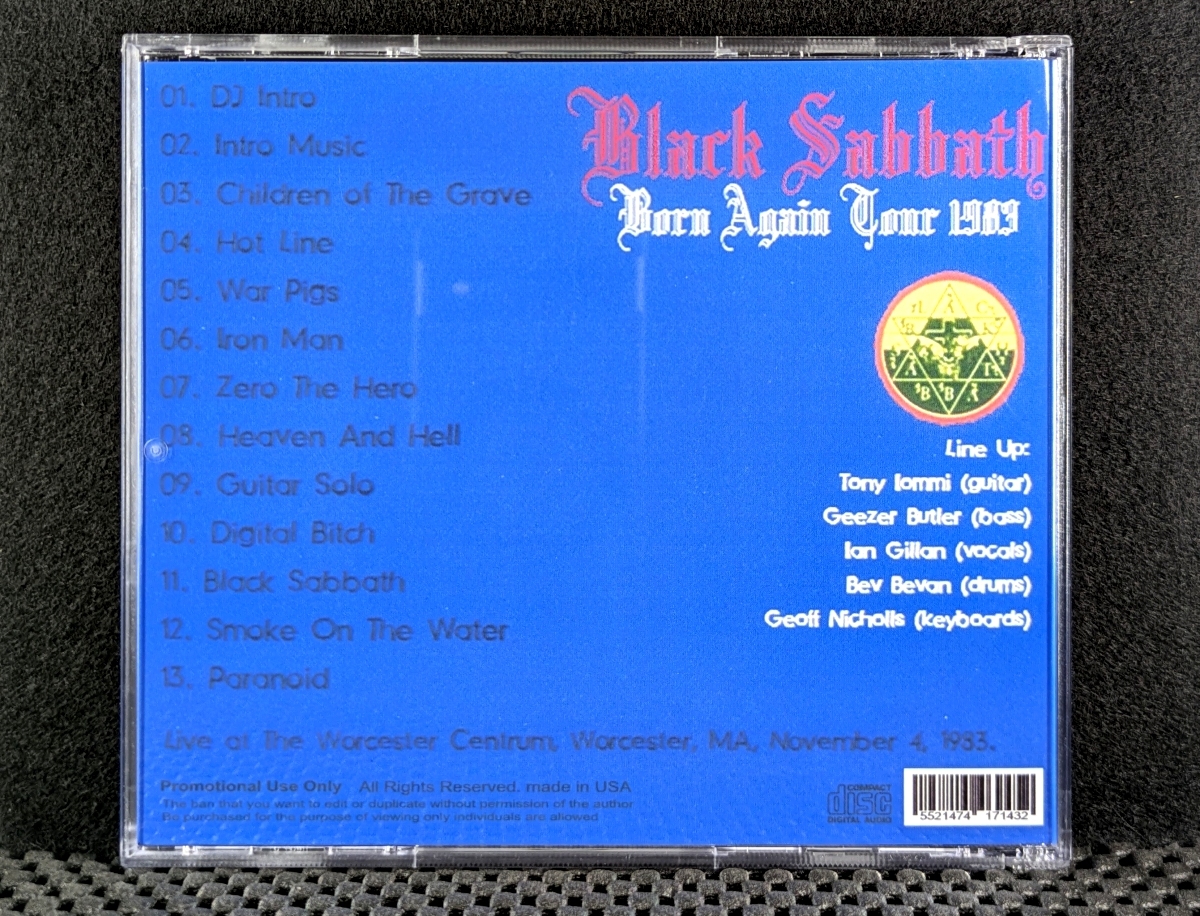 01. DJ Intro
02. Intro Music
03. Children of The Grave
04. Hot Line
05. War Pigs
06. Iron Man
07. Zero The Hero
08. Heaven And Hell
09. Guitar Solo
10. Digital Bitch
11. Black Sabbath
12. Smoke On The Water
13. Paranoid
Black Sabbath
Born Again Tour 1983
Line Up:
Tony Iommi (guitar)
Geezer Butler (bass)
Ian Gillan (vocals)
Bev Bevan (drums)
Geoff Nicholls (keyboards)
Live at The Worcester Centrum, Worcester, MA, November 4, 1983.
Promotional Use Only All Rights Reserved. made in USA
The ban that you want to edit or duplicate without permission of the author
Be purchased for the purpose of viewing only individuals are allowed
COMPACT
disc
DIGITAL AUDIO
5521474 171432